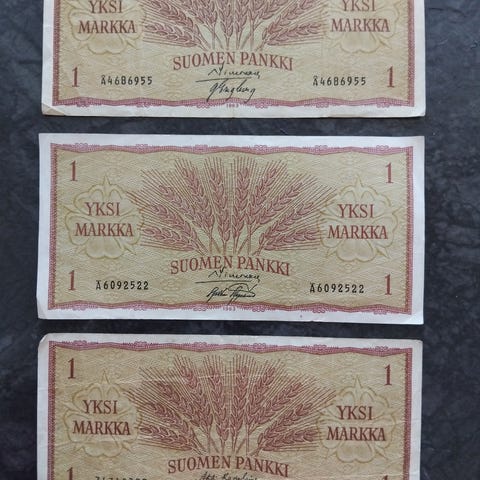 YKSI YKSI
MARKKA MARKKA
1 SUOMEN PANKKI 1
Ä4686955 Ä4686955
1963
1 1
YKSI YKSI
MARKKA MARKKA
SUOMEN PANKKI
1 1
Ä6092522 Ä6092522
1963
1 1
YKSI YKSI
MARKKA MARKKA
SUOMEN PANKKI